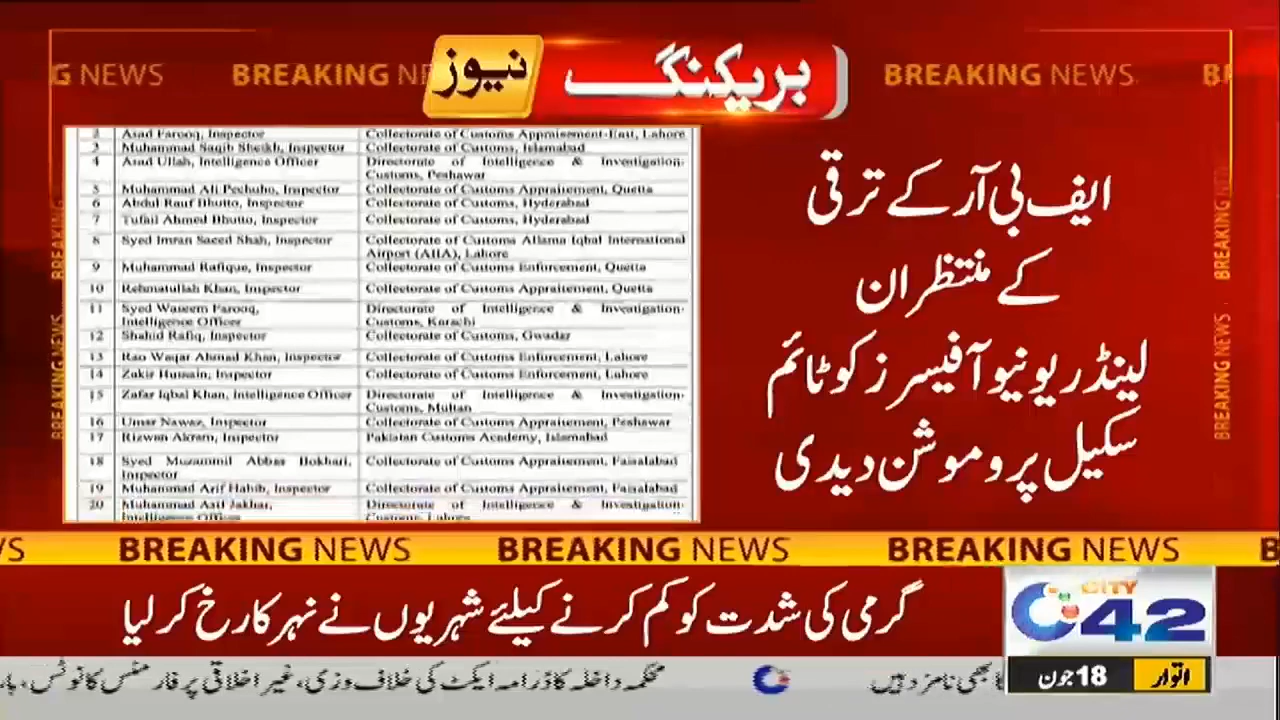 BREAKING NEWS
نیوز
بریکنگ
BREAKING NEWS
2 Asad Farooq, Inspector Collectorate of Customs Appraisement-East, Lahore
3 Muhammad Saqib Sheikh, Inspector Collectorate of Customs, Islamabad
4 Asad Ullah, Intelligence Officer Directorate of Intelligence & Investigation-
Customs, Peshawar
5 Muhammad Ali Pechuho, Inspector Collectorate of Customs Appraisement, Quetta
6 Abdul Rauf Bhutto, Inspector Collectorate of Customs, Hyderabad
7 Tufail Ahmed Bhutto, Inspector Collectorate of Customs, Hyderabad
8 Syed Imran Saeed Shah, Inspector Collectorate of Customs Allama Iqbal International
Airport (AIIA), Lahore
9 Muhammad Rafique, Inspector Collectorate of Customs Enforcement, Quetta
10 Rehmatullah Khan, Inspector Collectorate of Customs Appraisement, Quetta
11 Syed Waseem Farooq, Directorate of Intelligence & Investigation-
Intelligence Officer Customs, Karachi
12 Shahid Rafiq, Inspector Collectorate of Customs, Gwadar
13 Rao Waqar Ahmad Khan, Inspector Collectorate of Customs Enforcement, Lahore
14 Zakir Hussain, Inspector Collectorate of Customs Enforcement, Lahore
15 Zafar Iqbal Khan, Intelligence Officer Directorate of Intelligence & Investigation-
Customs, Multan
16 Umar Nawaz, Inspector Collectorate of Customs Appraisement, Peshawar
17 Rizwan Akram, Inspector Pakistan Customs Academy, Islamabad
18 Syed Muzammil Abbas Bokhari, Collectorate of Customs Appraisement, Faisalabad
Inspector
19 Muhammad Arif Habib, Inspector Collectorate of Customs Appraisement, Faisalabad
20 Muhammad Asif Jakhar, Directorate of Intelligence & Investigation-
Intelligence Officer Customs, Lahore
ایف بی آر کے ترقی
کے منتظر ان
لینڈ ریونیو آفیسرز کو ٹائم
سکیل پروموشن دیدی
BREAKING NEWS BREAKING NEWS BREAKING NEWS
گرمی کی شدت کو کم کرنے کیلئے شہریوں نے نہر کا رخ کر لیا
CITY
42
اتوار 18 جون
بھی نامزد ہیں
محکمہ داخلہ کا ڈرامہ ایکٹ کی خلاف ورزی، غیر اخلاقی پرفارمنس کا نوٹس،